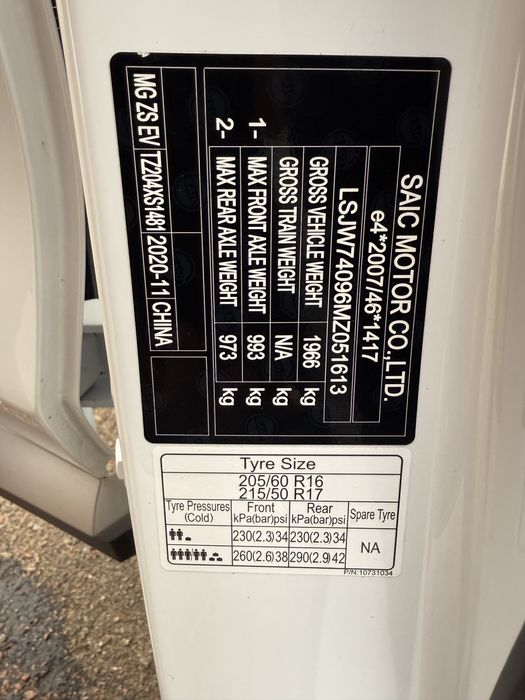 SAIC MOTOR CO.,LTD.
e4*2007/46*1417
LSJW74096MZ051613
GROSS VEHICLE WEIGHT 1966 kg
GROSS TRAIN WEIGHT N/A kg
1- MAX FRONT AXLE WEIGHT 993 kg
2- MAX REAR AXLE WEIGHT 973 kg
MG ZS EV TZ204XS1481 2020-11 CHINA
Tyre Size
205/60 R16
215/50 R17
Tyre Pressures (Cold) Front kPa(bar)psi Rear kPa(bar)psi Spare Tyre
230(2.3)34 230(2.3)34 NA
260(2.6)38 290(2.9)42
P/N:10731034